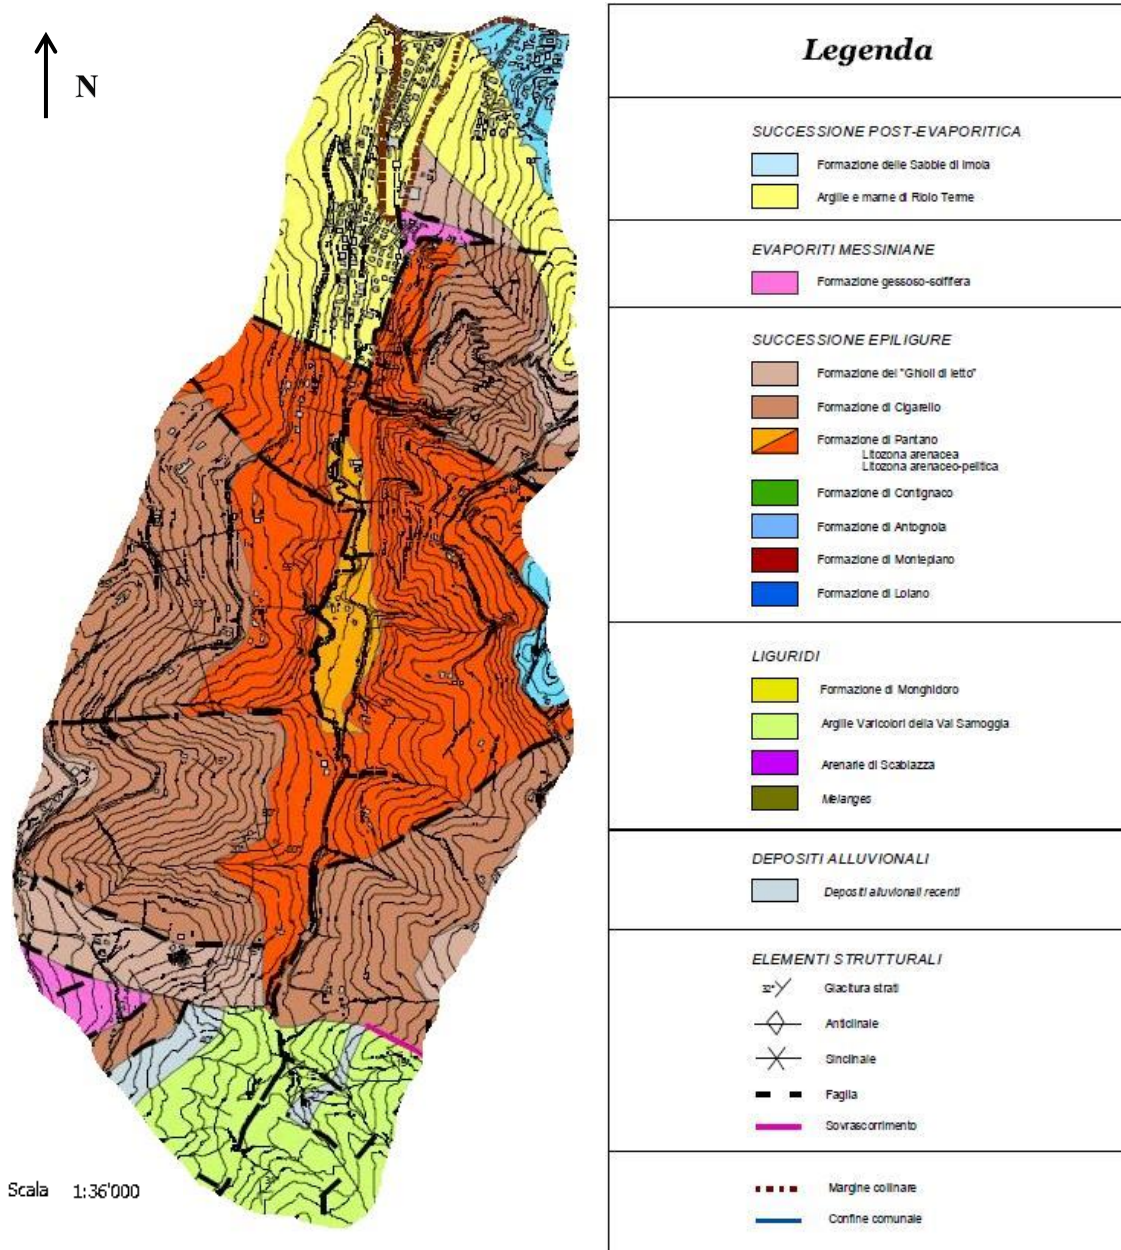 N
Legenda
SUCCESSIONE POST-EVAPORITICA
Formazione delle Sabbie di Imola
Argille e marne di Riolo Terme
EVAPORITI MESSINIANE
Formazione gessoso-solfifera
SUCCESSIONE EPILIGURE
Formazione dei "Ghioli di letto"
Formazione di Cigarello
Formazione di Pantano
Litozona arenacea
Litozona arenaceo-pelitica
Formazione di Contignaco
Formazione di Antognola
Formazione di Montepiano
Formazione di Loiano
LIGURIDI
Formazione di Monghidoro
Argille Varicolori della Val Samoggia
Arenarie di Scabiazza
Melanges
DEPOSITI ALLUVIONALI
Depositi alluvionali recenti
ELEMENTI STRUTTURALI
32° Giacitura strati
Anticlinale
Sinclinale
Faglia
Sovrascorrimento
Margine collinare
Confine comunale
Scala 1:36'000